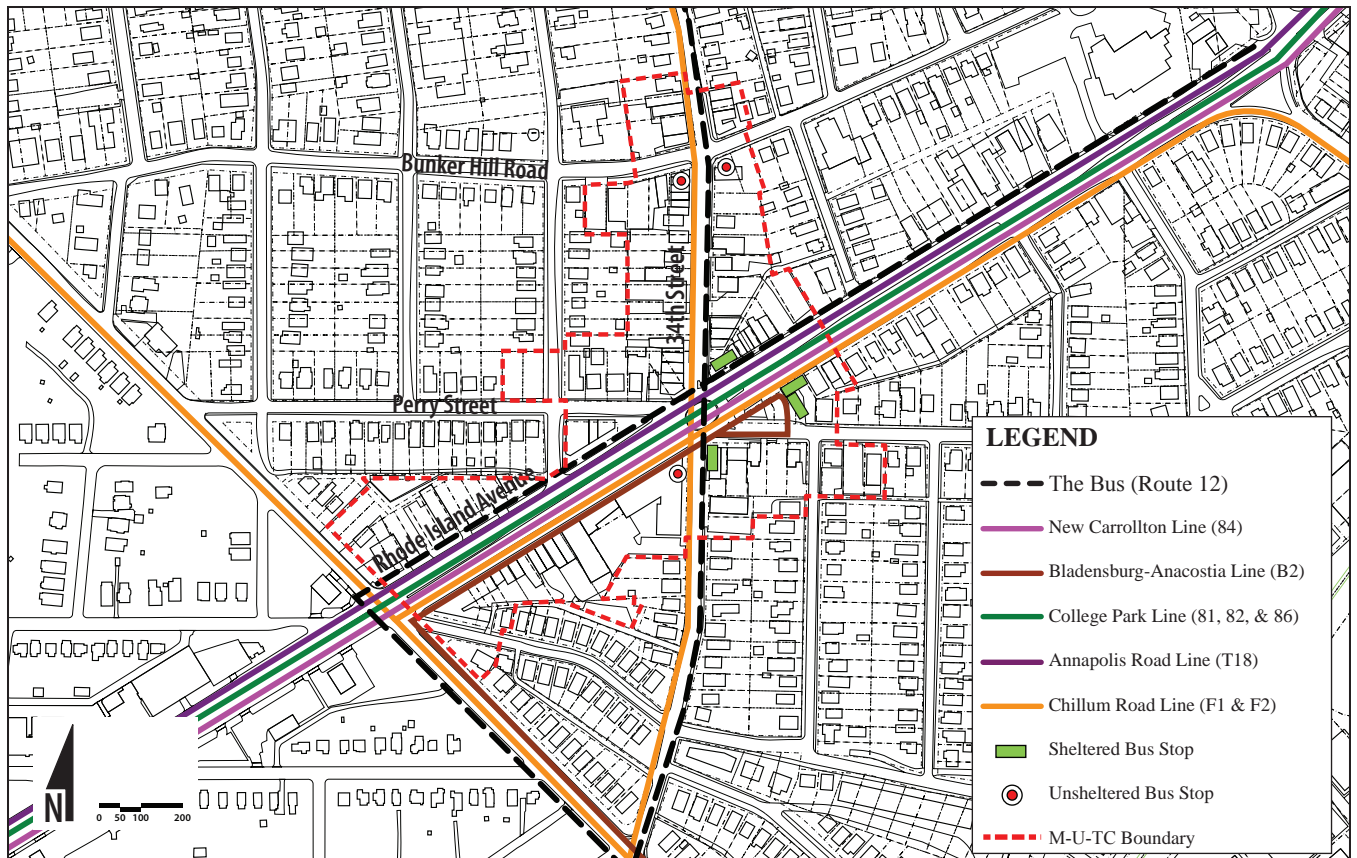 Bunker Hill Road
34th Street
Perry Street
Rhode Island Avenue
LEGEND
The Bus (Route 12)
New Carrollton Line (84)
Bladensburg-Anacostia Line (B2)
College Park Line (81, 82, & 86)
Annapolis Road Line (T18)
Chillum Road Line (F1 & F2)
Sheltered Bus Stop
Unsheltered Bus Stop
M-U-TC Boundary
N
0 50 100 200